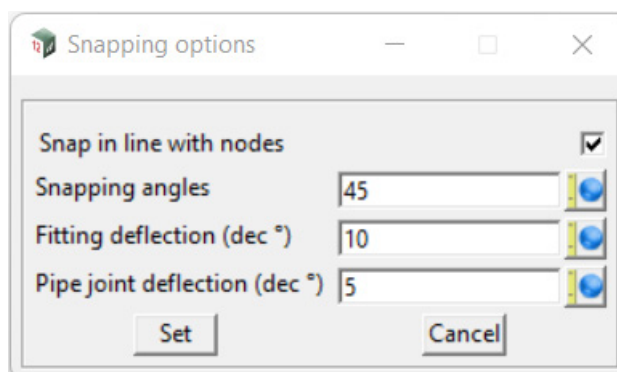 Snapping options
Snap in line with nodes
Snapping angles 45
Fitting deflection (dec °) 10
Pipe joint deflection (dec °) 5
Set Cancel